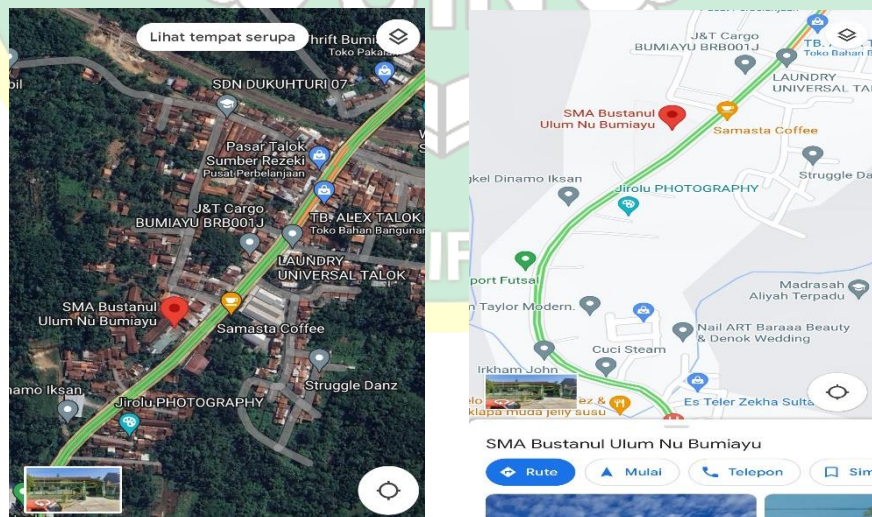 Lihat tempat serupa
Thrift Bumi
Toko Pakaia
bil
SDN DUKUHTURI 07
Pasar Talok
Sumber Rezeki
Pusat Perbelanjaan
J&T Cargo
BUMIAYU BRB001J
TB. ALEX TALOK
Toko Bahan Bangunan
LAUNDRY
UNIVERSAL TALOK
SMA Bustanul
Ulum Nu Bumiayu
Samasta Coffee
Struggle Danz
namo Iksan
Jirolu PHOTOGRAPHY
J&T Cargo
BUMIAYU BRB001J
TB.
Toko Bahan B
LAUNDRY
UNIVERSAL TAL
SMA Bustanul
Ulum Nu Bumiayu
Samasta Coffee
Struggle Da
gkel Dinamo Iksan
Jirolu PHOTOGRAPHY
port Futsal
n Taylor Modern.
Madrasah
Aliyah Terpadu
Nail ART Baraaa Beauty
& Denok Wedding
Cuci Steam
Irkham John
Es Teler Zekha Sulta
ez &
klapa muda jelly susu
SMA Bustanul Ulum Nu Bumiayu
Rute
Mulai
Telepon
Sim